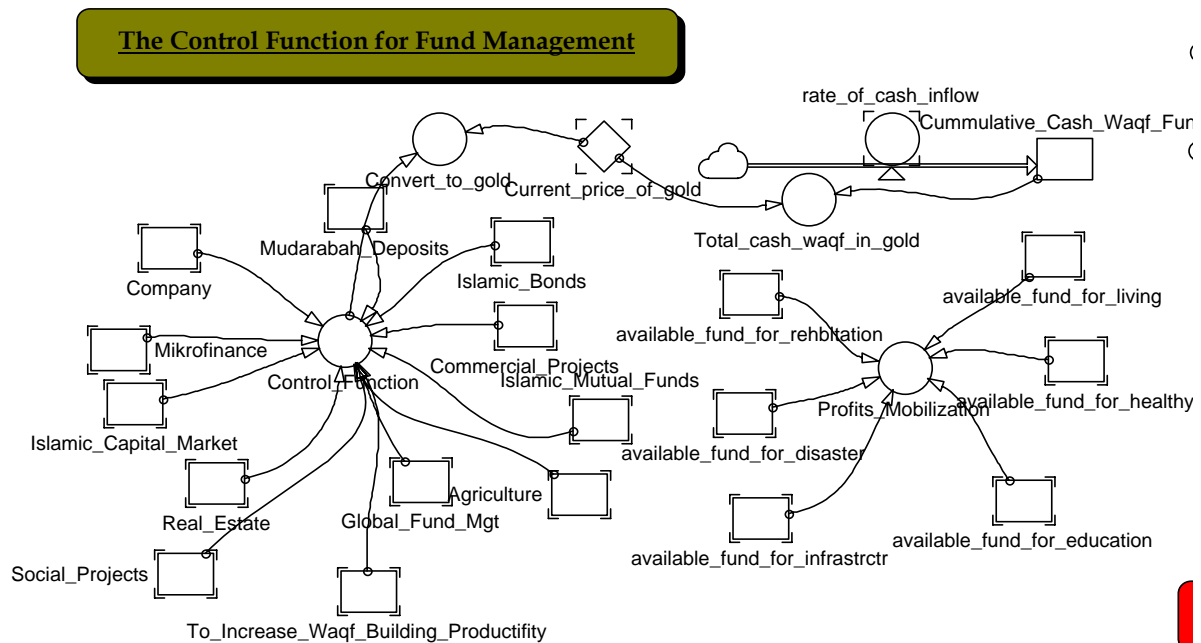 The Control Function for Fund Management
rate_of_cash_inflow
Cummulative_Cash_Waqf_Fun
Convert_to_gold
Current_price_of_gold
Mudarabah_Deposits
Total_cash_waqf_in_gold
Company
Islamic_Bonds
available_fund_for_living
available_fund_for_rehbltation
Mikrofinance
Commercial_Projects
Control_Function
Islamic_Mutual_Funds
Profits_Mobilization
available_fund_for_healthy
Islamic_Capital_Market
available_fund_for_disaster
Agriculture
Real_Estate
Global_Fund_Mgt
available_fund_for_education
available_fund_for_infrastrctr
Social_Projects
To_Increase_Waqf_Building_Productifity